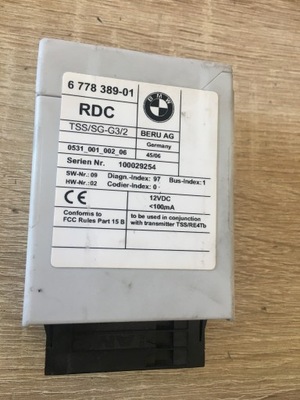 6 778 389-01
BMW
RDC
TSS/SG-G3/2
BERU AG
Germany
0531_001_002_06
45/06
Serien Nr. 100029254
SW-Nr.: 09 Diagn.-Index: 97 Bus-Index:1
HW-Nr.:02 Codier-Index:0
CE
12VDC
<100mA
Conforms to
FCC Rules Part 15 B
to be used in conjunction
with transmitter TSS/RE4Tb